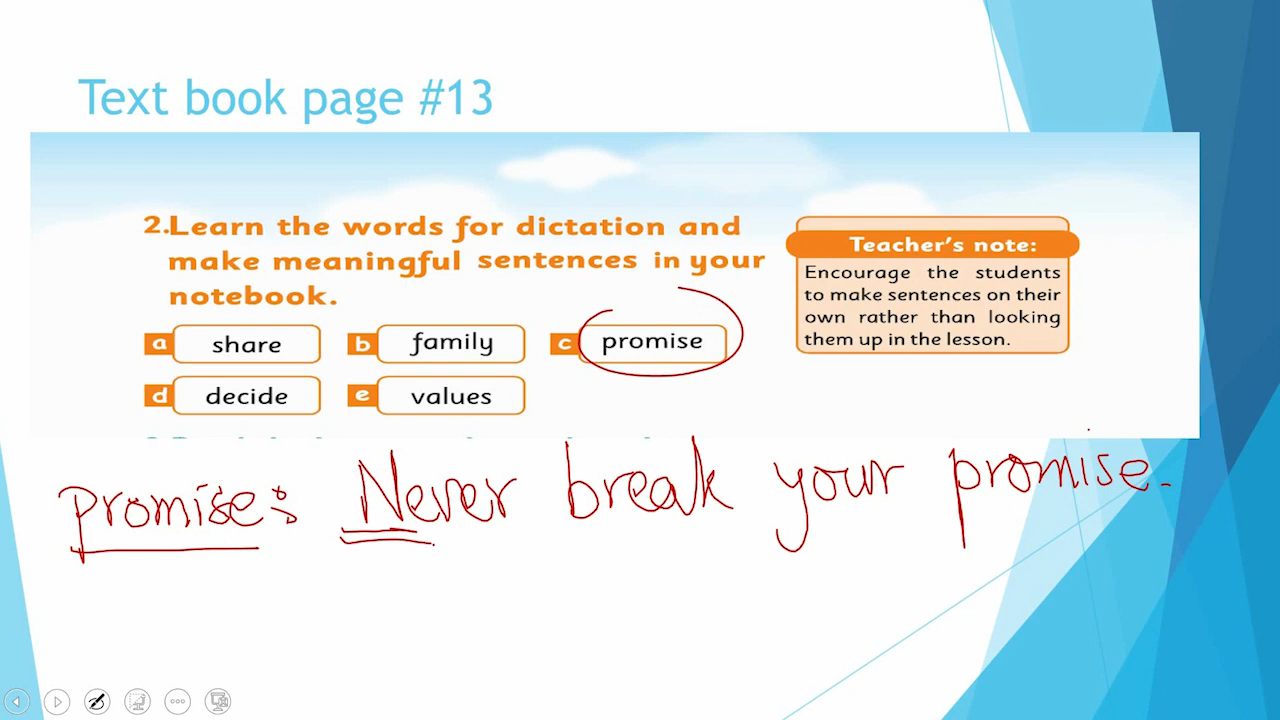 Text book page #13
2.Learn the words for dictation and
make meaningful sentences in your
notebook.
Teacher's note:
Encourage the students
to make sentences on their
own rather than looking
them up in the lesson.
a share b family c promise
d decide e values
promise: Never break your promise.